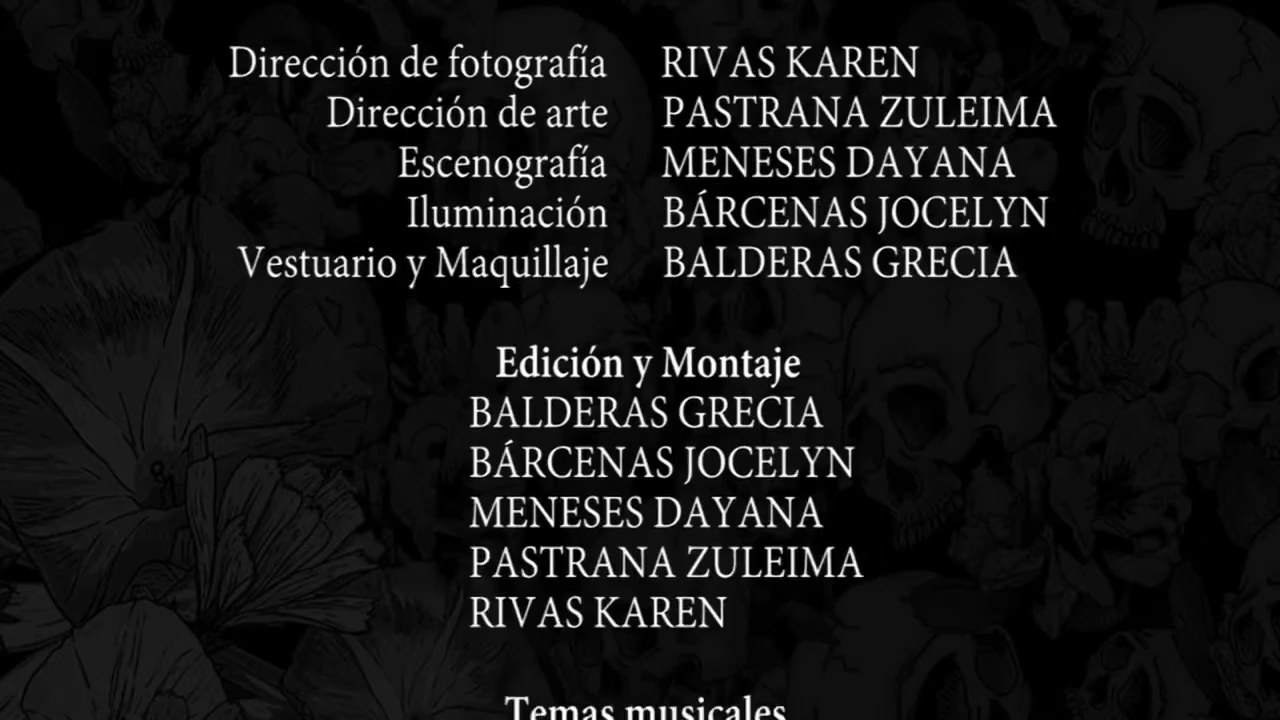 Dirección de fotografía RIVAS KAREN
Dirección de arte PASTRANA ZULEIMA
Escenografía MENESES DAYANA
Iluminación BÁRCENAS JOCELYN
Vestuario y Maquillaje BALDERAS GRECIA
Edición y Montaje
BALDERAS GRECIA
BÁRCENAS JOCELYN
MENESES DAYANA
PASTRANA ZULEIMA
RIVAS KAREN
Temas musicales